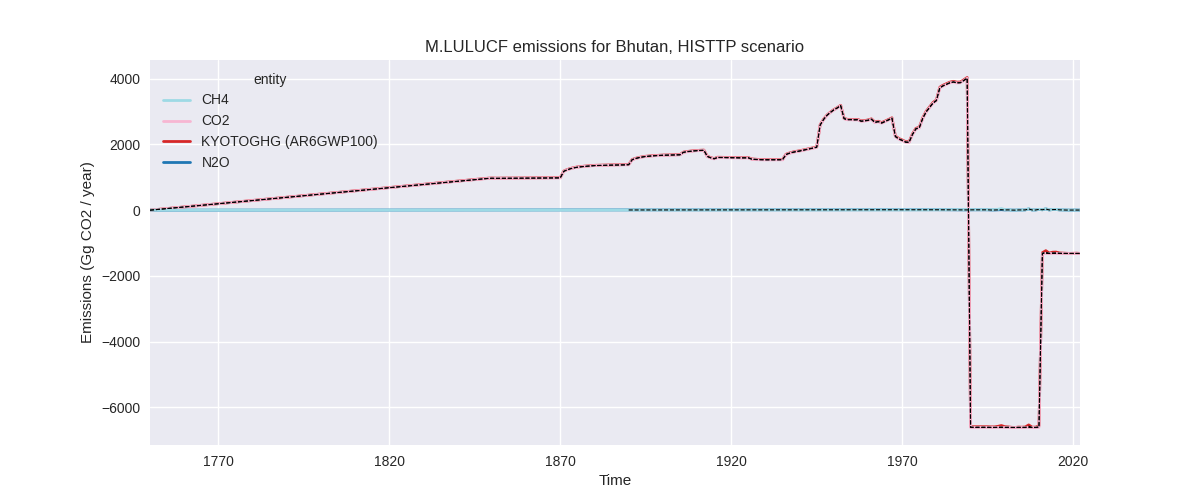 M.LULUCF emissions for Bhutan, HISTTP scenario
entity
CH4
CO2
KYOTOGHG (AR6GWP100)
N2O
Emissions (Gg CO2 / year)
4000
2000
0
−2000
−4000
−6000
1770 1820 1870 1920 1970 2020
Time